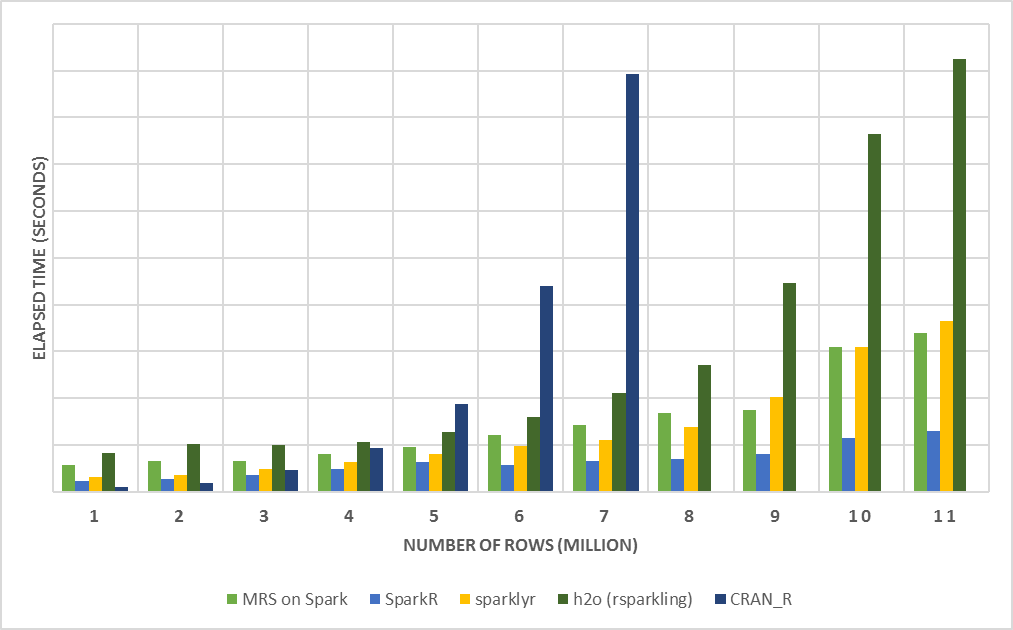 ELAPSED TIME (SECONDS)
1 2 3 4 5 6 7 8 9 10 11
NUMBER OF ROWS (MILLION)
MRS on Spark SparkR sparklyr h2o (rsparkling) CRAN_R